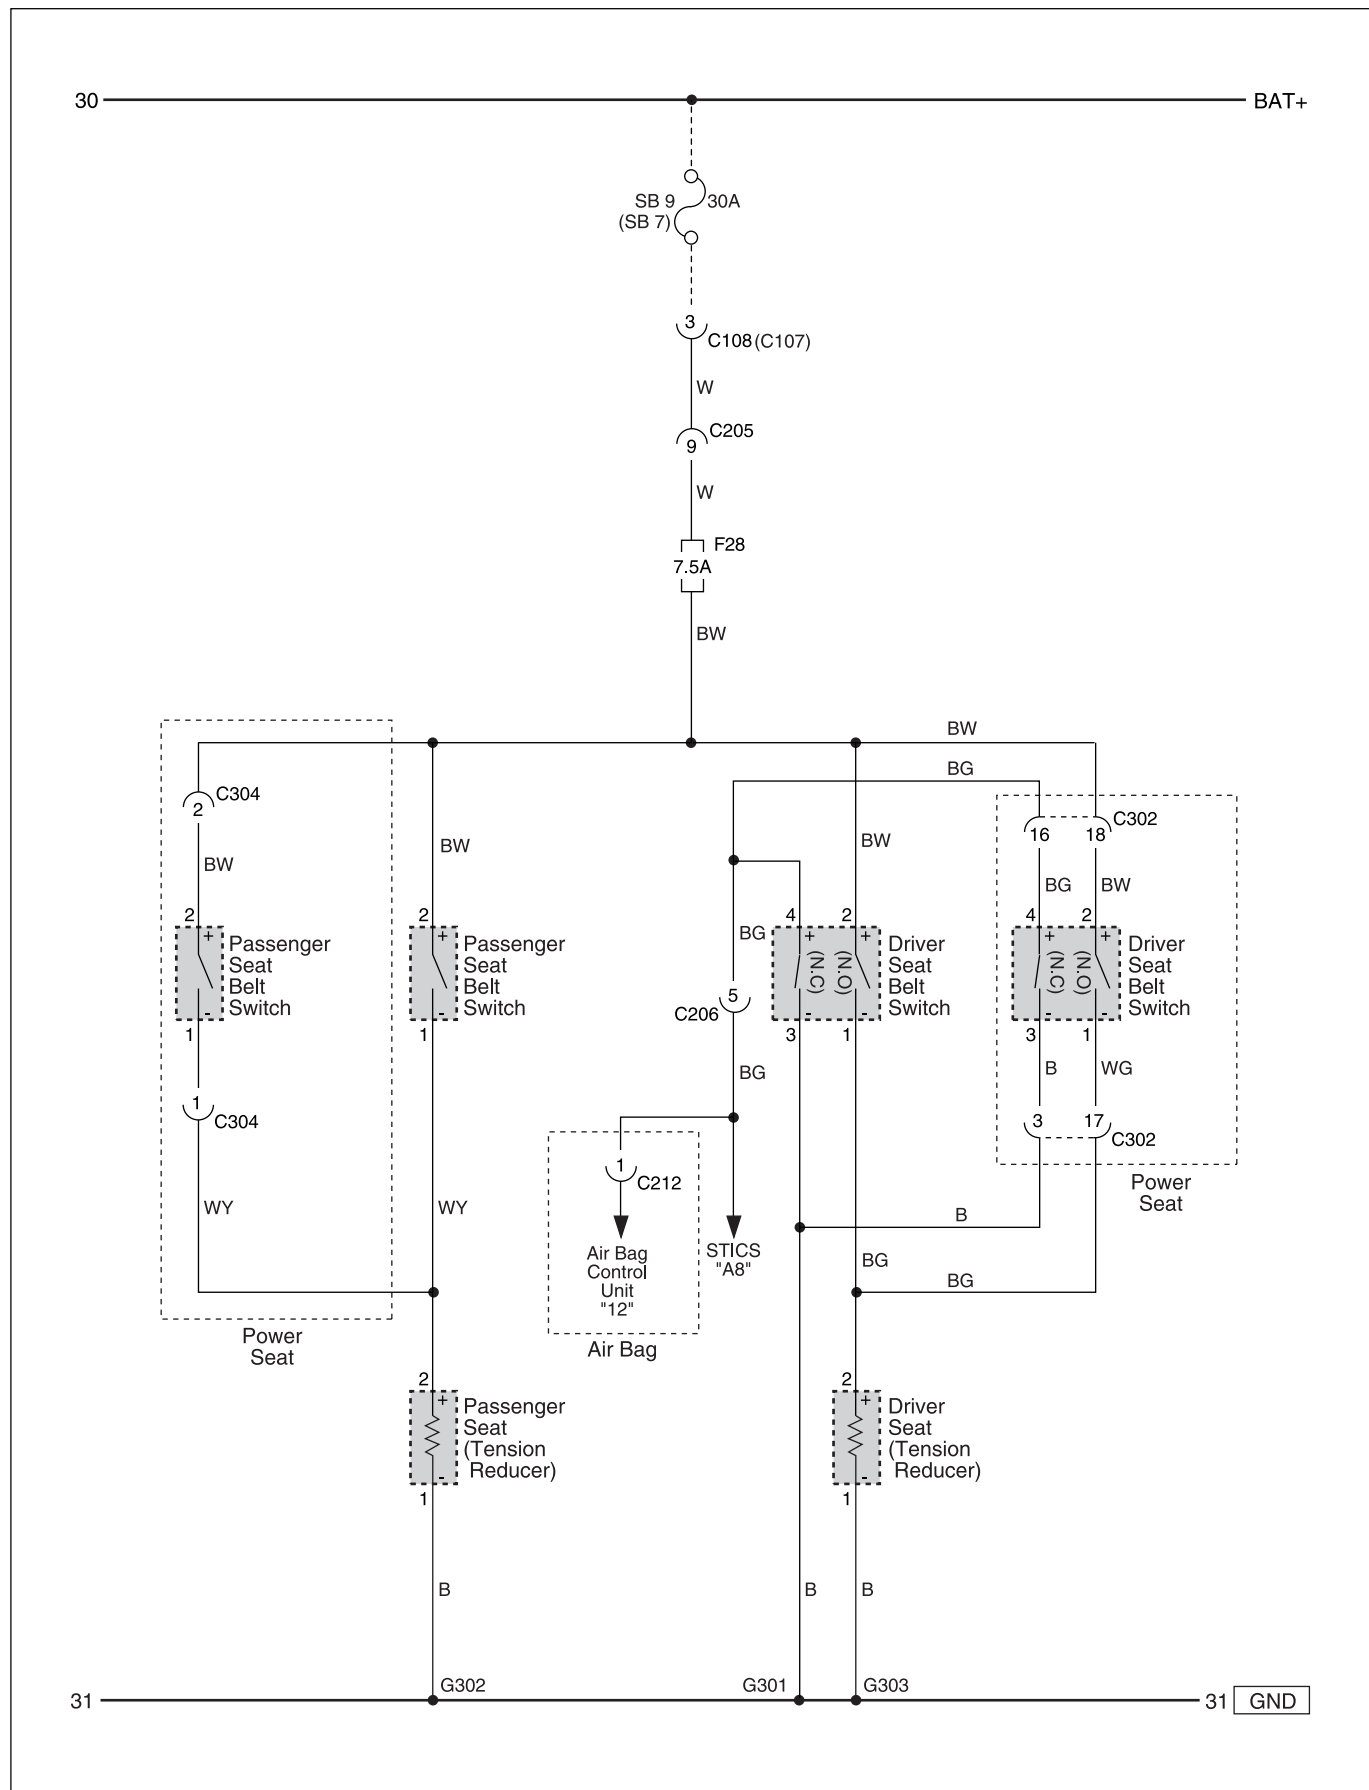 30
BAT+
SB 9
(SB 7)
30A
3
C108 (C107)
W
C205
9
W
F28
7.5A
BW
BW
BG
C304
2
BW
2
+
Passenger
Seat
Belt
Switch
-
1
1
C304
WY
Power
Seat
BW
2
+
Passenger
Seat
Belt
Switch
-
1
WY
BG
5
C206
BG
1
C212
Air Bag
Control
Unit
"12"
Air Bag
STICS
"A8"
BW
4
2
+
+
(N.C)
(N.O)
Driver
Seat
Belt
Switch
-
-
3
1
BG
C302
16
18
BG
BW
4
2
+
+
(N.C)
(N.O)
Driver
Seat
Belt
Switch
-
-
3
1
B
WG
3
17
C302
Power
Seat
B
BG
2
+
Passenger
Seat
(Tension
Reducer)
-
1
B
2
+
Driver
Seat
(Tension
Reducer)
-
1
B
B
31
G302
G301
G303
31
GND